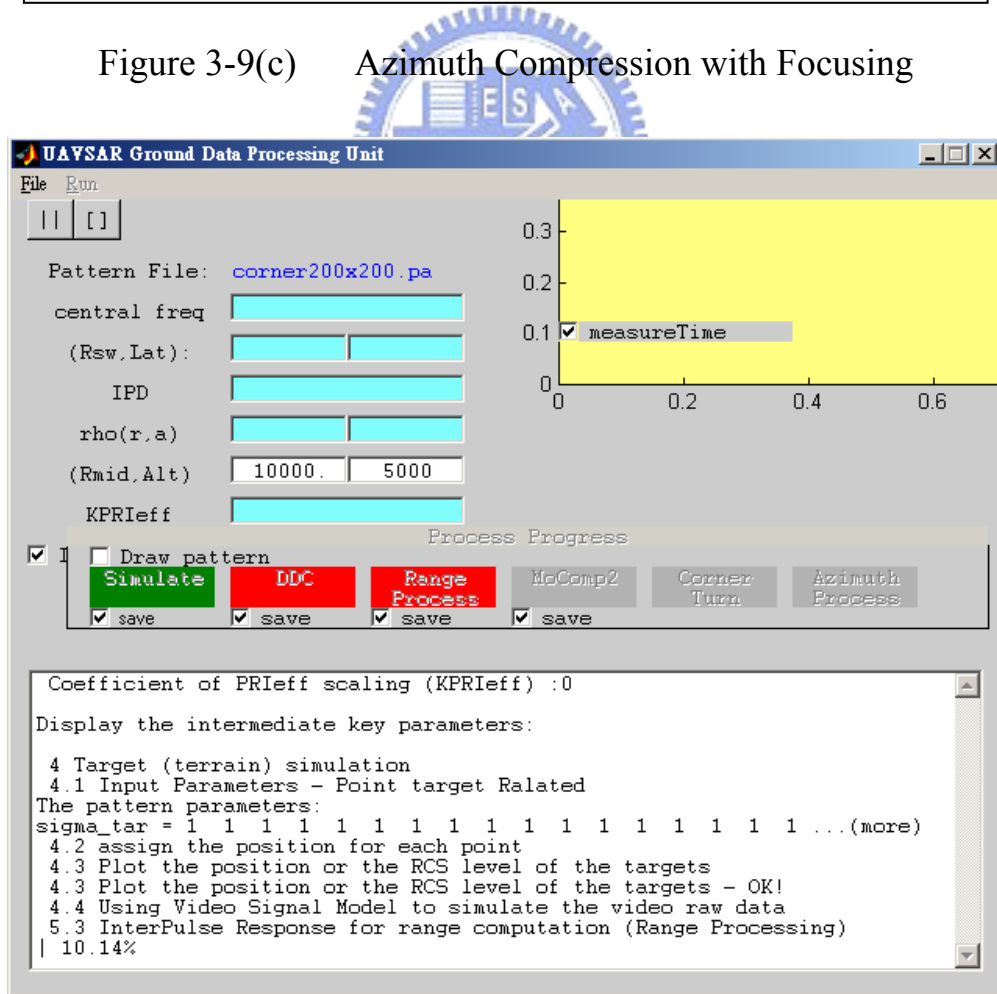 Figure 3-9(c) Azimuth Compression with Focusing
ESA
UAVSAR Ground Data Processing Unit
File Run
|| []
Pattern File: corner200x200.pa
central freq
(Rsw,Lat):
IPD
rho(r,a)
(Rmid,Alt) 10000. 5000
KPRIeff
0.3
0.2
0.1 measureTime
0
0 0.2 0.4 0.6
Process Progress
Draw pattern
Simulate DDC Range Process MoComp2 Corner Turn Azimuth Process
save save save save
Coefficient of PRIeff scaling (KPRIeff) :0
Display the intermediate key parameters:
4 Target (terrain) simulation
4.1 Input Parameters - Point target Ralated
The pattern parameters:
sigma_tar = 1 1 1 1 1 1 1 1 1 1 1 1 1 1 1 1 1 ...(more)
4.2 assign the position for each point
4.3 Plot the position or the RCS level of the targets
4.3 Plot the position or the RCS level of the targets - OK!
4.4 Using Video Signal Model to simulate the video raw data
5.3 InterPulse Response for range computation (Range Processing)
| 10.14%